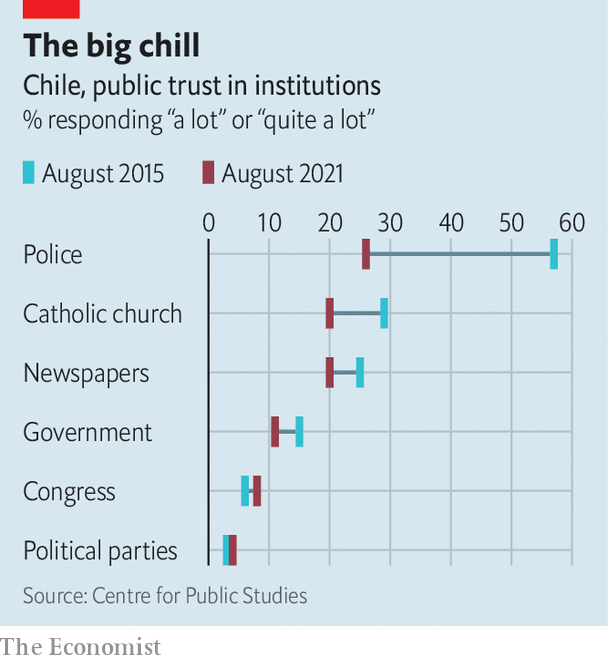 The big chill
Chile, public trust in institutions
% responding “a lot” or “quite a lot”
August 2015 August 2021
0 10 20 30 40 50 60
Police
Catholic church
Newspapers
Government
Congress
Political parties
Source: Centre for Public Studies
The Economist